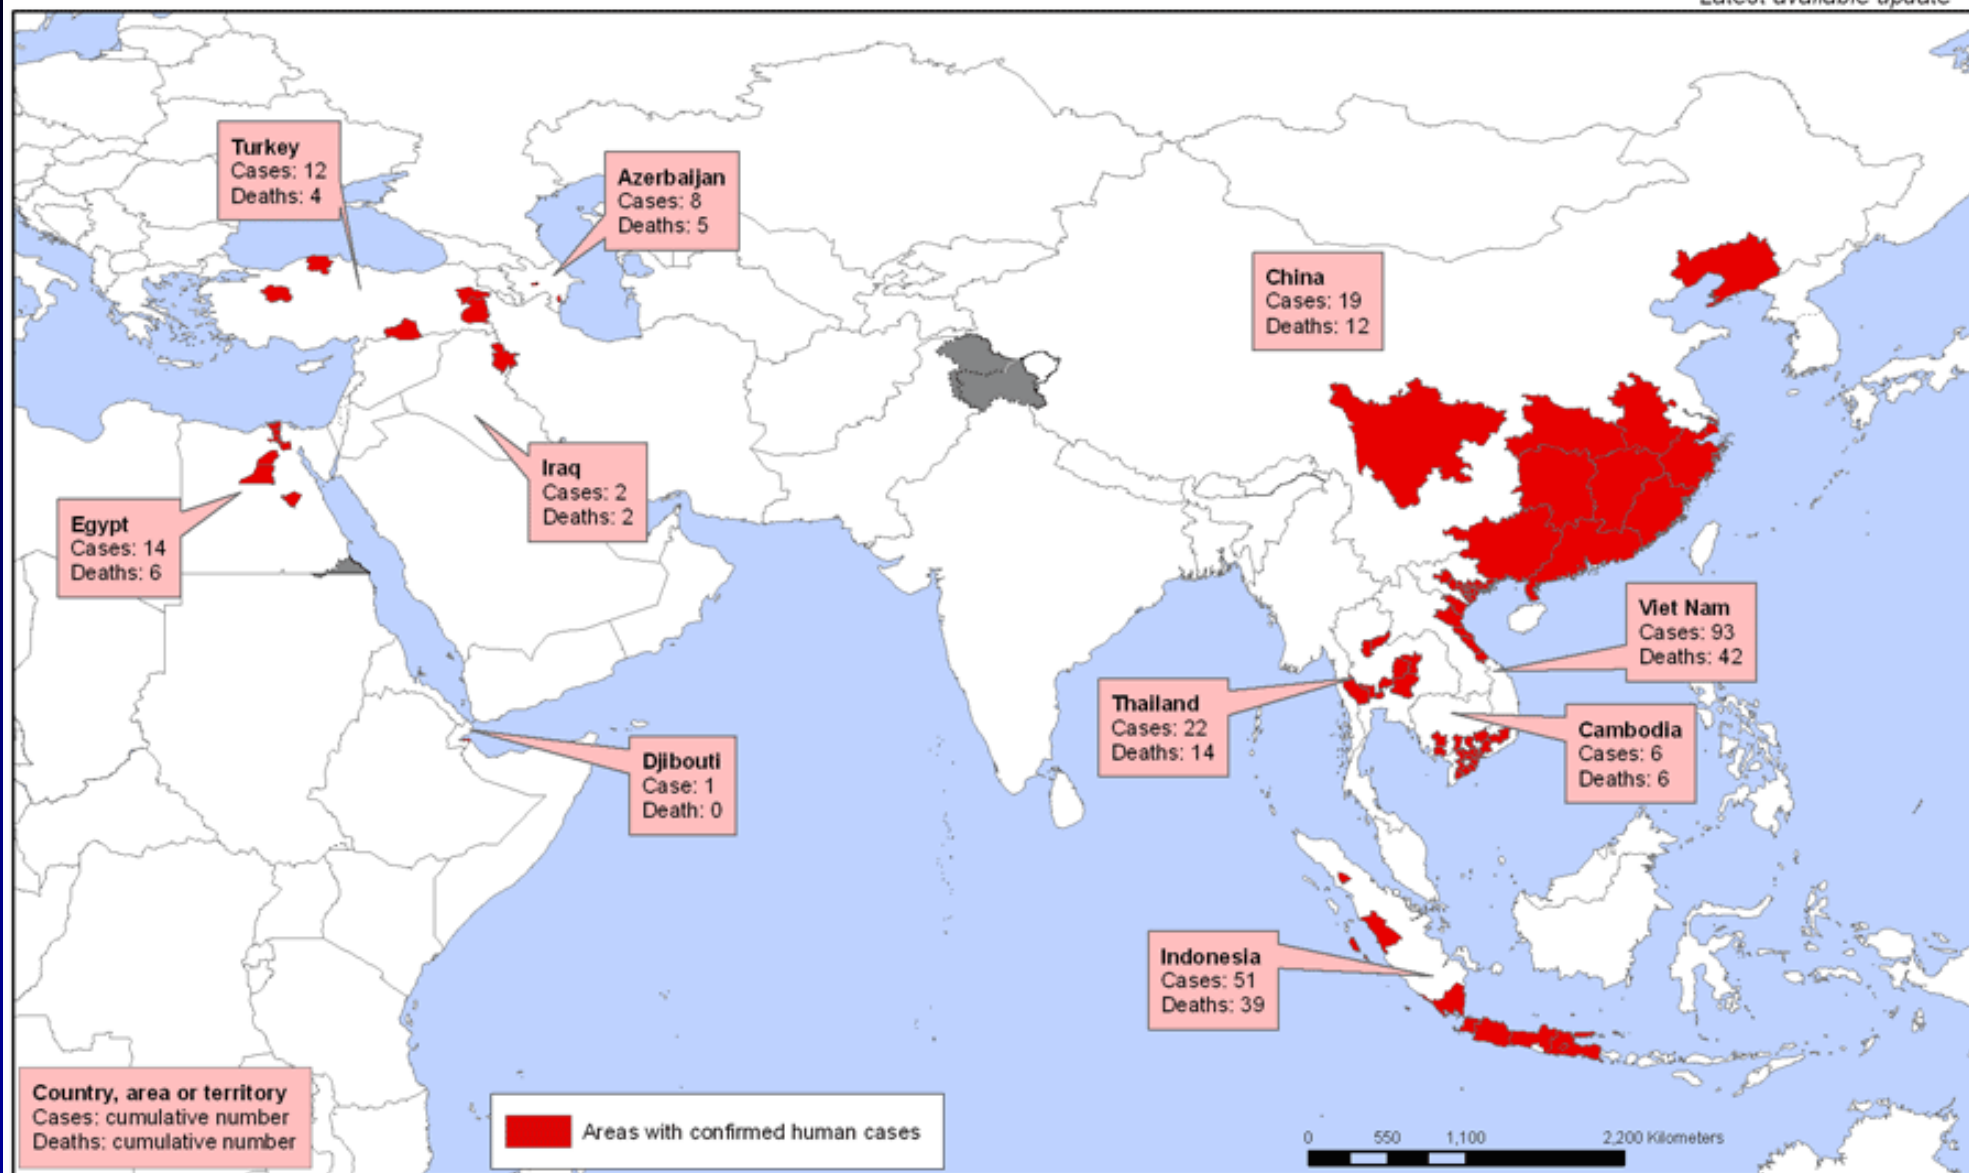 Latest available update
Turkey
Cases: 12
Deaths: 4
Azerbaijan
Cases: 8
Deaths: 5
China
Cases: 19
Deaths: 12
Iraq
Cases: 2
Deaths: 2
Egypt
Cases: 14
Deaths: 6
Viet Nam
Cases: 93
Deaths: 42
Thailand
Cases: 22
Deaths: 14
Cambodia
Cases: 6
Deaths: 6
Djibouti
Case: 1
Death: 0
Indonesia
Cases: 51
Deaths: 39
Country, area or territory
Cases: cumulative number
Deaths: cumulative number
Areas with confirmed human cases
0 550 1,100 2,200 Kilometers